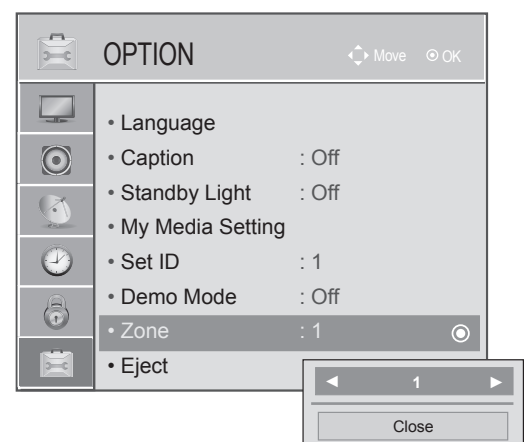 OPTION Move OK
• Language
• Caption : Off
• Standby Light : Off
• My Media Setting
• Set ID : 1
• Demo Mode : Off
• Zone : 1
• Eject
1
Close